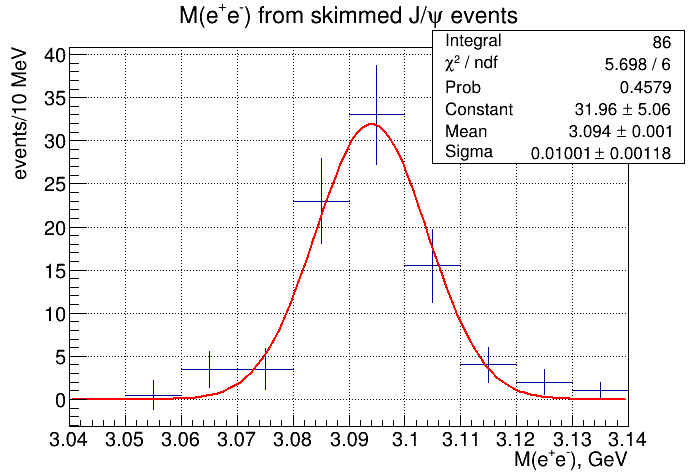 M(e⁺e⁻) from skimmed J/ψ events
Integral 86
χ² / ndf 5.698 / 6
Prob 0.4579
Constant 31.96 ± 5.06
Mean 3.094 ± 0.001
Sigma 0.01001 ± 0.00118
events/10 MeV
40
35
30
25
20
15
10
5
0
3.04 3.05 3.06 3.07 3.08 3.09 3.1 3.11 3.12 3.13 3.14
M(e⁺e⁻), GeV